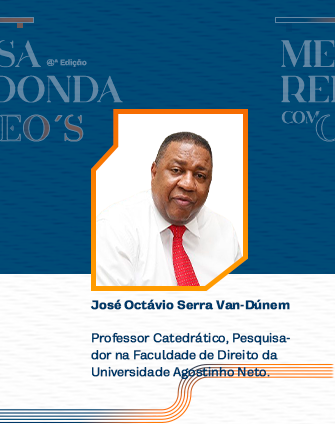 SA
4ª Edição
DONDA
EO´S
ME
RE
COM
José Octávio Serra Van-Dúnem
Professor Catedrático, Pesquisa-
dor na Faculdade de Direito da
Universidade Agostinho Neto.